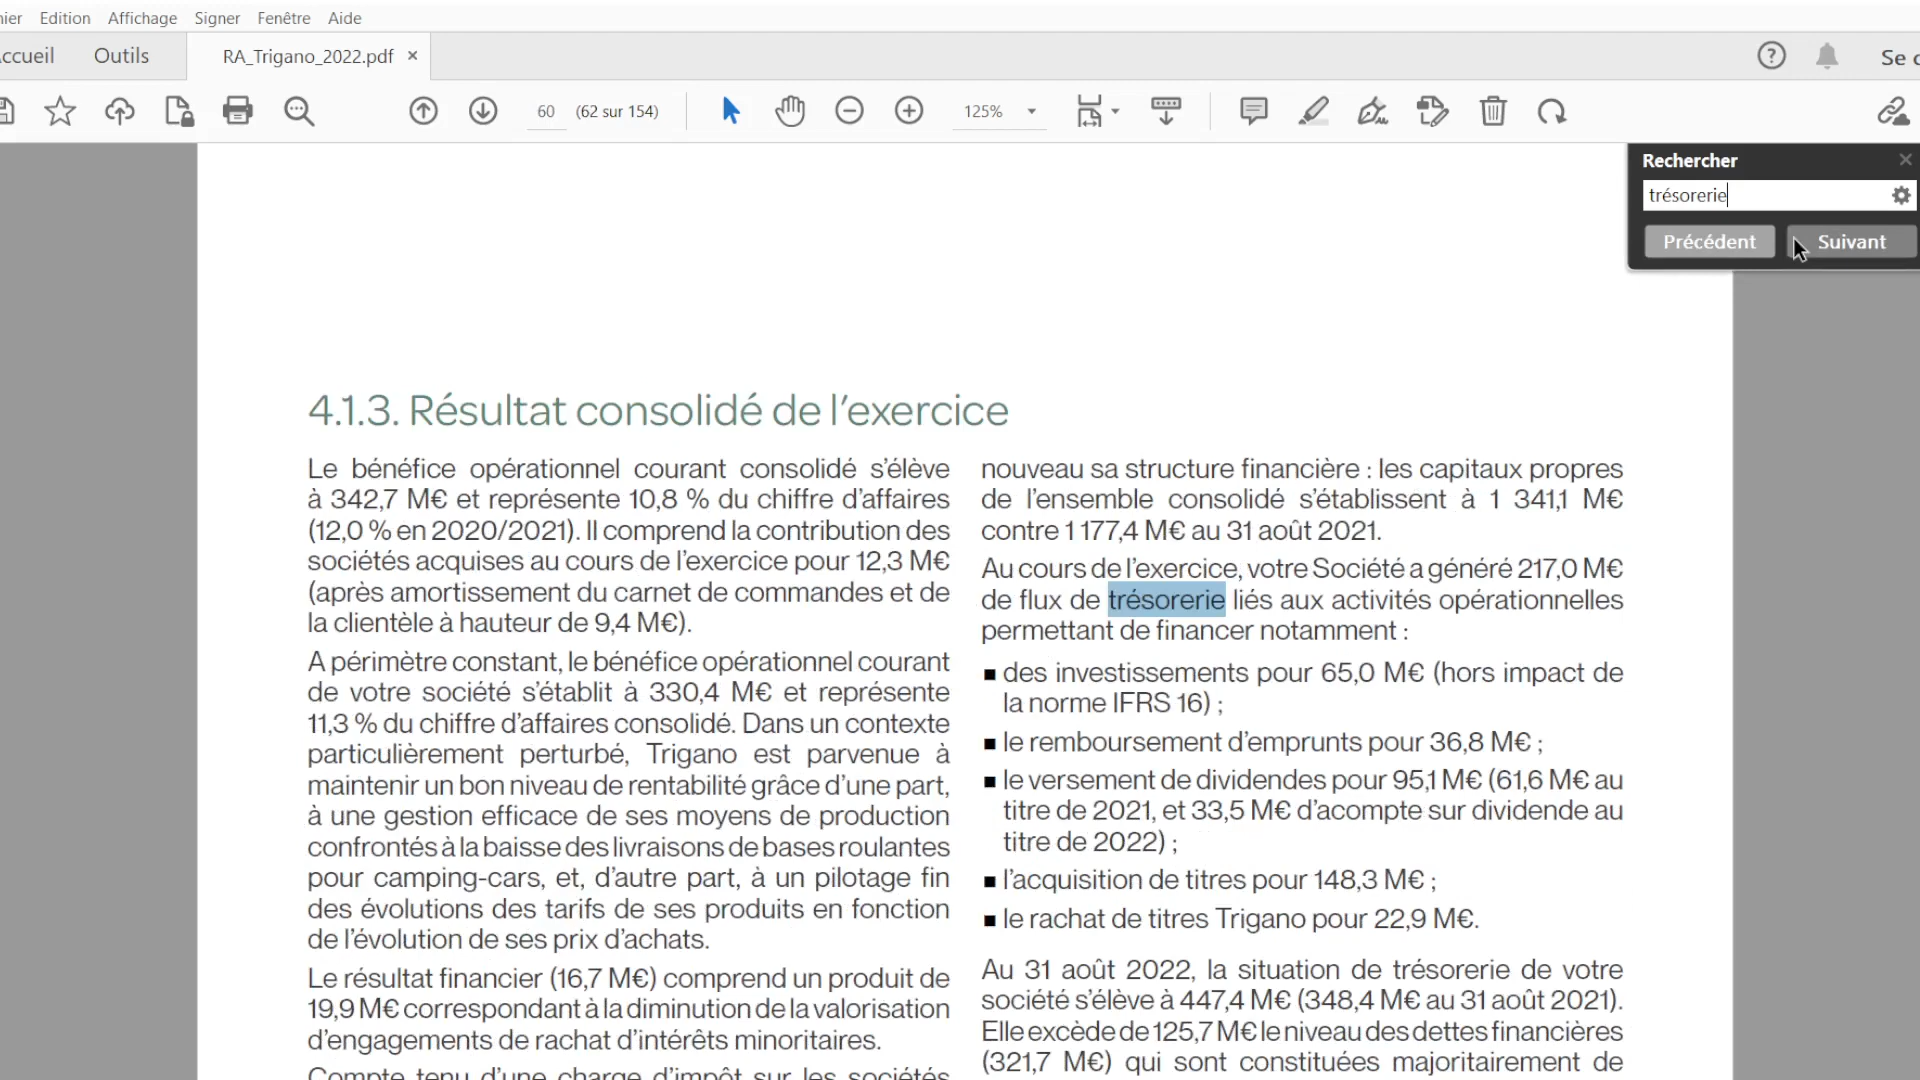 nier Edition Affichage Signer Fenêtre Aide
ccueil Outils RA_Trigano_2022.pdf × ? Se c
60 (62 sur 154) 125%
Rechercher
trésorerie
Précédent Suivant
4.1.3. Résultat consolidé de l'exercice
Le bénéfice opérationnel courant consolidé s'élève
à 342,7 M€ et représente 10,8 % du chiffre d'affaires
(12,0 % en 2020/2021). Il comprend la contribution des
sociétés acquises au cours de l'exercice pour 12,3 M€
(après amortissement du carnet de commandes et de
la clientèle à hauteur de 9,4 M€).
A périmètre constant, le bénéfice opérationnel courant
de votre société s'établit à 330,4 M€ et représente
11,3 % du chiffre d'affaires consolidé. Dans un contexte
particulièrement perturbé, Trigano est parvenue à
maintenir un bon niveau de rentabilité grâce d'une part,
à une gestion efficace de ses moyens de production
confrontés à la baisse des livraisons de bases roulantes
pour camping-cars, et, d'autre part, à un pilotage fin
des évolutions des tarifs de ses produits en fonction
de l'évolution de ses prix d'achats.
Le résultat financier (16,7 M€) comprend un produit de
19,9 M€ correspondant à la diminution de la valorisation
d'engagements de rachat d'intérêts minoritaires.
Compte tenu d'une charge d'impôt sur les sociétés
nouveau sa structure financière : les capitaux propres
de l'ensemble consolidé s'établissent à 1 341,1 M€
contre 1 177,4 M€ au 31 août 2021.
Au cours de l'exercice, votre Société a généré 217,0 M€
de flux de trésorerie liés aux activités opérationnelles
permettant de financer notamment :
■ des investissements pour 65,0 M€ (hors impact de
la norme IFRS 16) ;
■ le remboursement d'emprunts pour 36,8 M€ ;
■ le versement de dividendes pour 95,1 M€ (61,6 M€ au
titre de 2021, et 33,5 M€ d'acompte sur dividende au
titre de 2022) ;
■ l'acquisition de titres pour 148,3 M€ ;
■ le rachat de titres Trigano pour 22,9 M€.
Au 31 août 2022, la situation de trésorerie de votre
société s'élève à 447,4 M€ (348,4 M€ au 31 août 2021).
Elle excède de 125,7 M€ le niveau des dettes financières
(321,7 M€) qui sont constituées majoritairement de